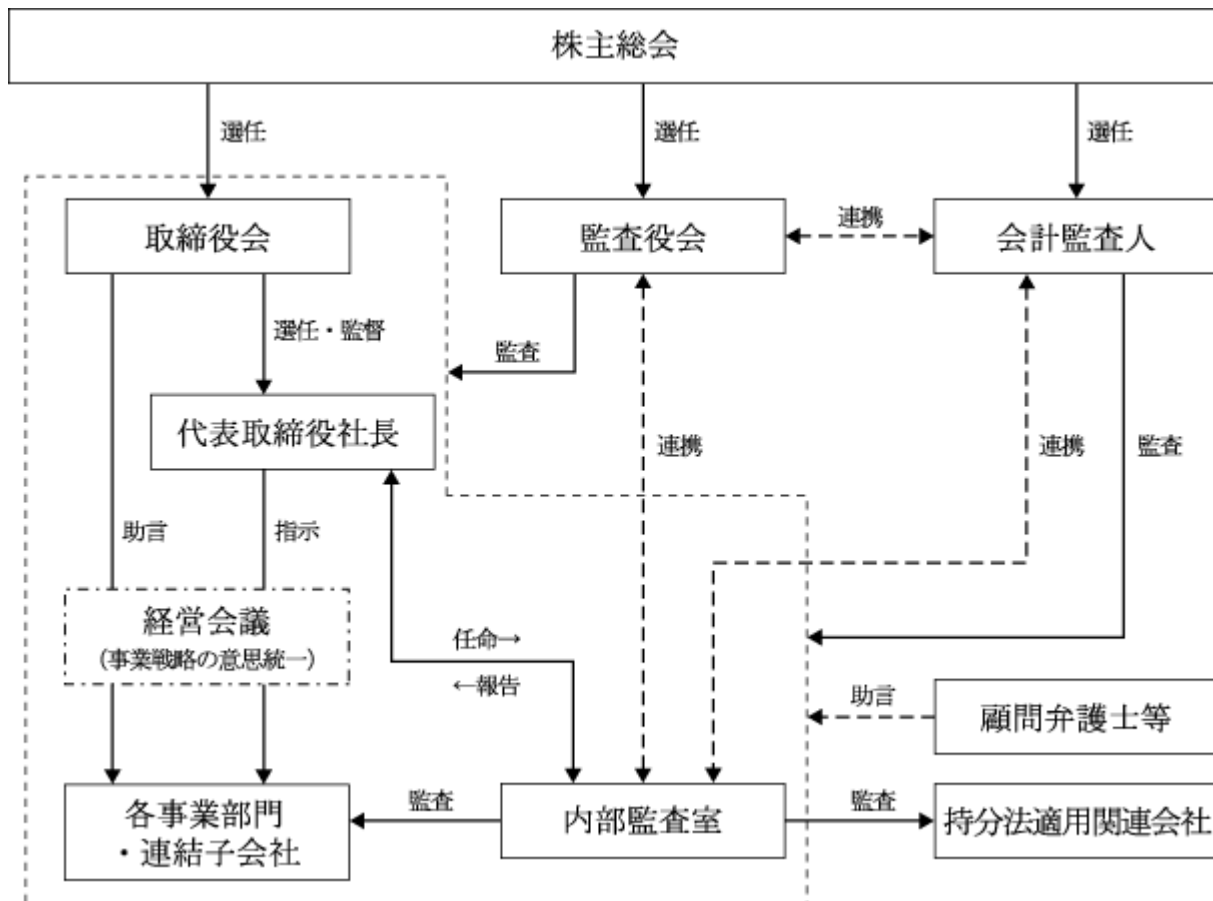 株主総会
選任
選任
選任
取締役会
監査役会
連携
会計監査人
選任・監督
監査
代表取締役社長
連携
連携
監査
助言
指示
経営会議
（事業戦略の意思統一）
任命→
←報告
助言
顧問弁護士等
各事業部門
・連結子会社
監査
内部監査室
監査
持分法適用関連会社